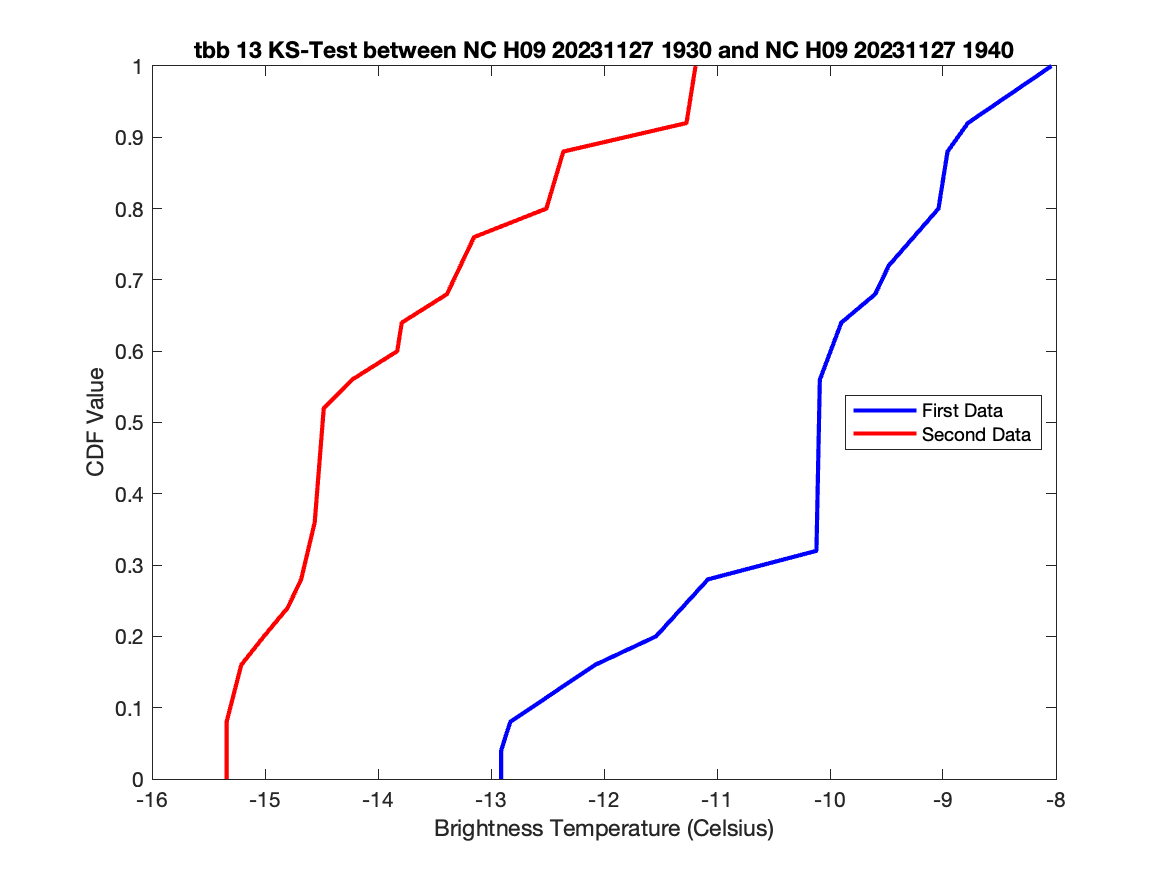 tbb 13 KS-Test between NC H09 20231127 1930 and NC H09 20231127 1940
1
0.9
0.8
0.7
0.6
0.5
0.4
0.3
0.2
0.1
0
CDF Value
First Data
Second Data
-16 -15 -14 -13 -12 -11 -10 -9 -8
Brightness Temperature (Celsius)